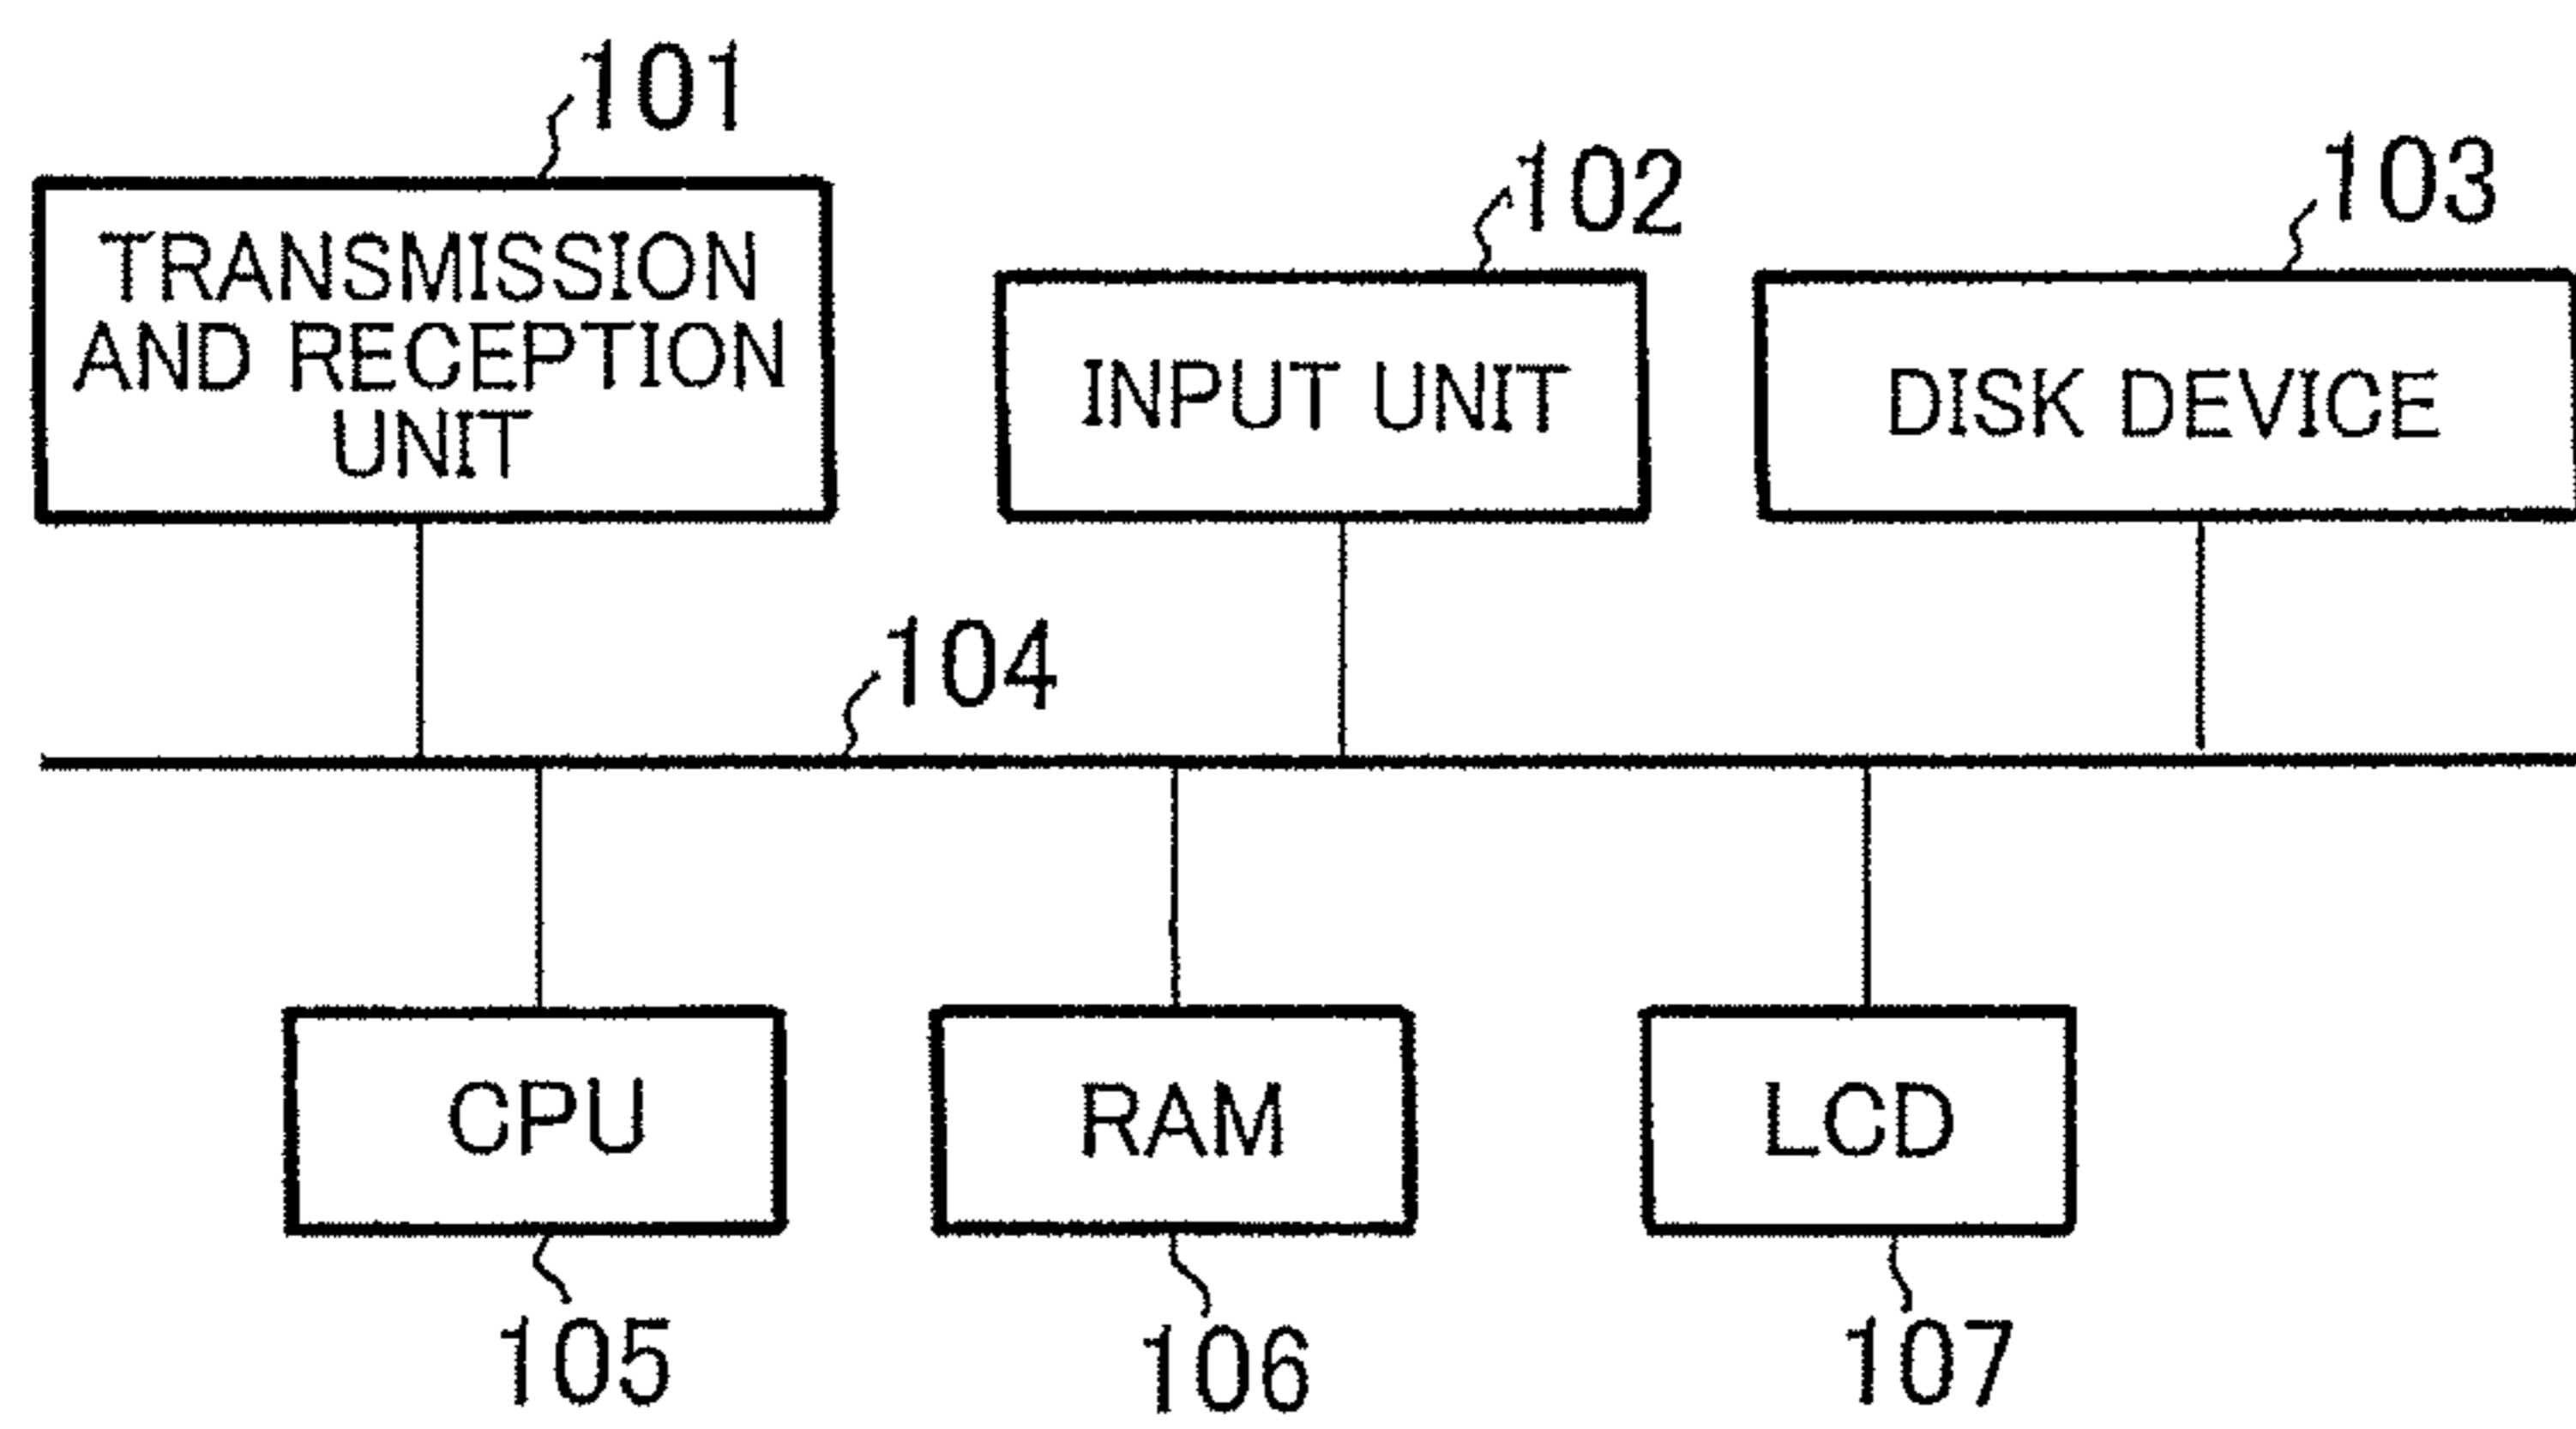 101
TRANSMISSION
AND RECEPTION
UNIT
102
INPUT UNIT
103
DISK DEVICE
104
CPU
105
RAM
106
LCD
107